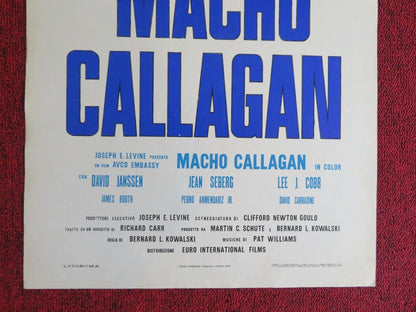 MACHO
CALLAGAN
JOSEPH E. LEVINE PRESENTA
UN FILM AVCO EMBASSY MACHO CALLAGAN IN COLOR
CON DAVID JANSSEN JEAN SEBERG LEE J. COBB
JAMES BOOTH PEDRO ARMENDARIZ JR. DAVID CARRADINE
PRODUTTORE ESECUTIVO JOSEPH E. LEVINE SCENEGGIATURA DI CLIFFORD NEWTON GOULD
TRATTO DA UN SOGGETTO DI RICHARD CARR PRODOTTO DA MARTIN C. SCHUTE E BERNARD L. KOWALSKI
REGIA DI BERNARD L. KOWALSKI MUSICHE DI PAT WILLIAMS
DISTRIBUZIONE EURO INTERNATIONAL FILMS
LITOROMA